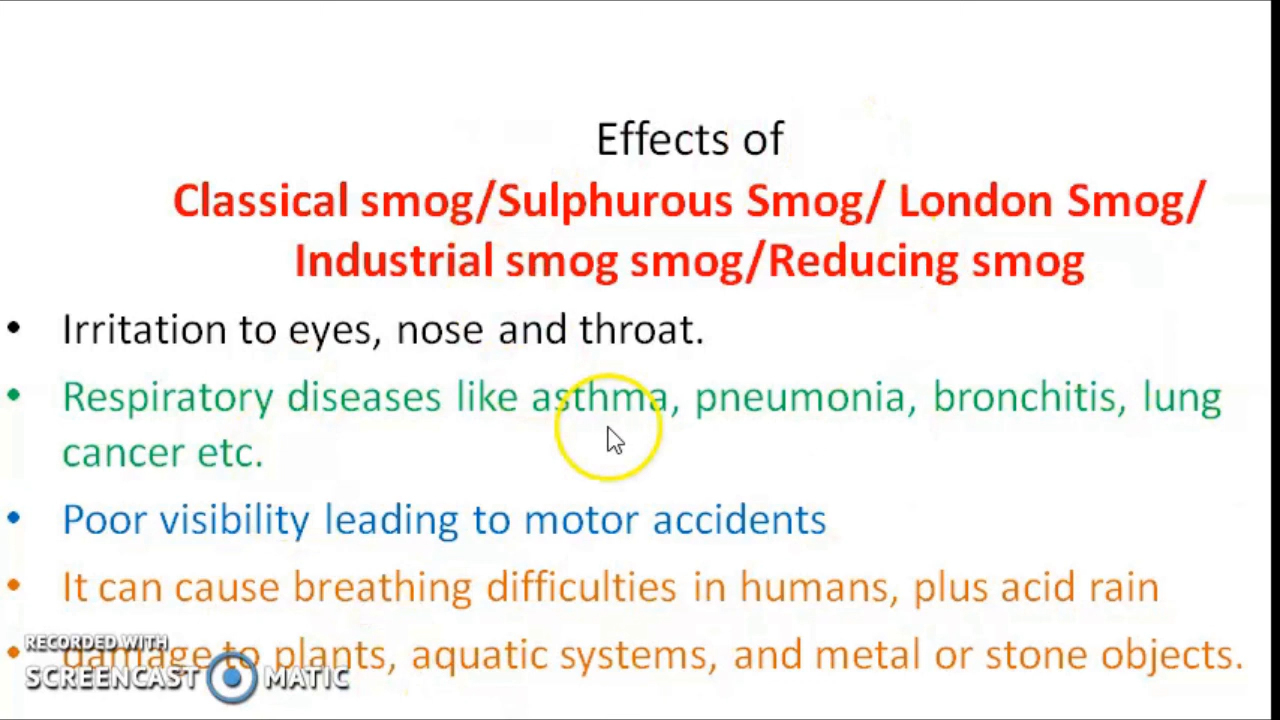 Effects of
Classical smog/Sulphurous Smog/ London Smog/
Industrial smog smog/Reducing smog
• Irritation to eyes, nose and throat.
• Respiratory diseases like asthma, pneumonia, bronchitis, lung
cancer etc.
• Poor visibility leading to motor accidents
• It can cause breathing difficulties in humans, plus acid rain
• damage to plants, aquatic systems, and metal or stone objects.
RECORDED WITH
SCREENCAST MATIC